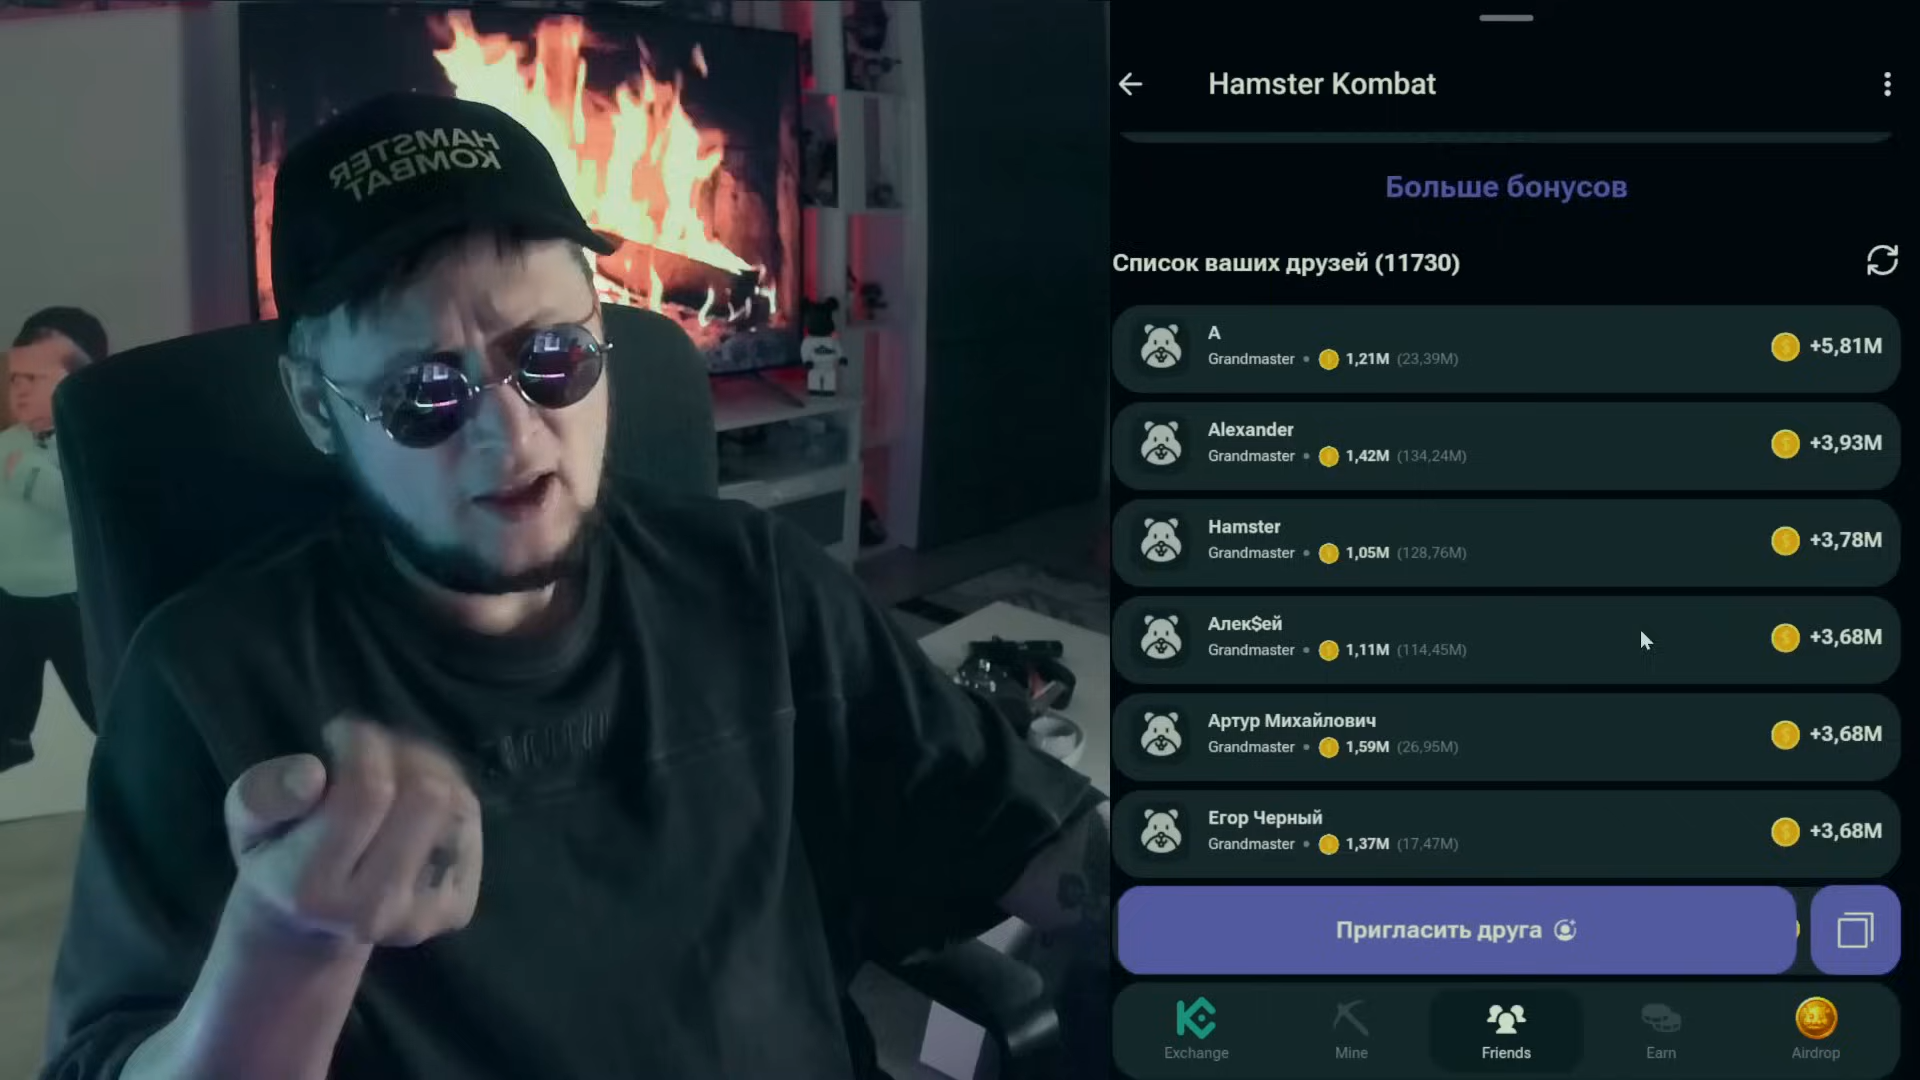 HAMSTER
KOMBAT
Hamster Kombat
Больше бонусов
Список ваших друзей (11730)
A
Grandmaster • 1,21M (23,39M)
+5,81M
Alexander
Grandmaster • 1,42M (134,24M)
+3,93M
Hamster
Grandmaster • 1,05M (128,76M)
+3,78M
Алек$ей
Grandmaster • 1,11M (114,45M)
+3,68M
Артур Михайлович
Grandmaster • 1,59M (26,95M)
+3,68M
Егор Черный
Grandmaster • 1,37M (17,47M)
+3,68M
Пригласить друга
Exchange
Mine
Friends
Earn
Airdrop